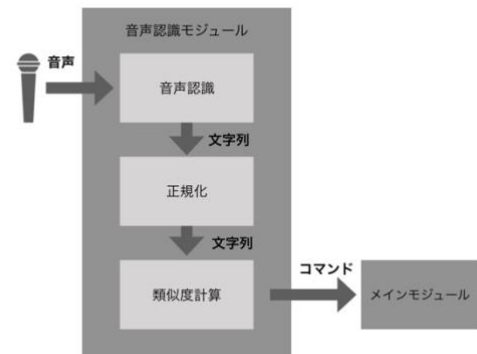 音声認識モジュール
音声
音声認識
文字列
正規化
文字列
類似度計算
コマンド
メインモジュール